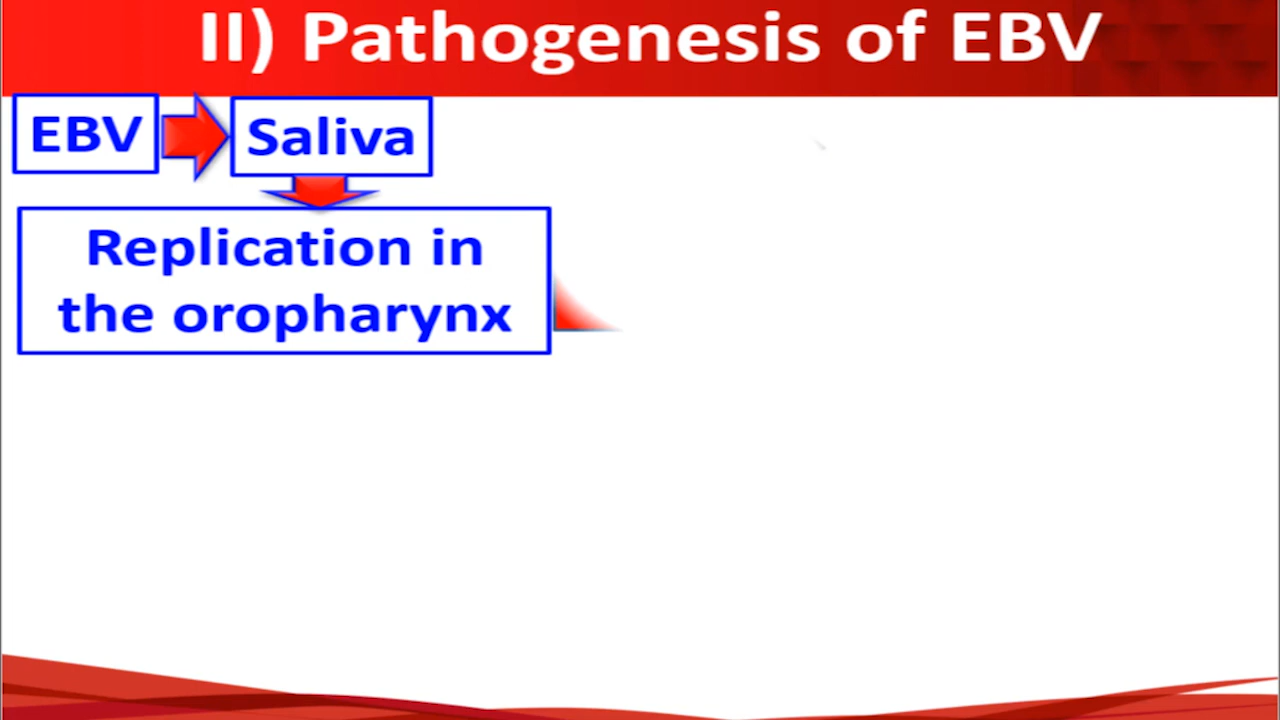 II) Pathogenesis of EBV
EBV
Saliva
Replication in
the oropharynx